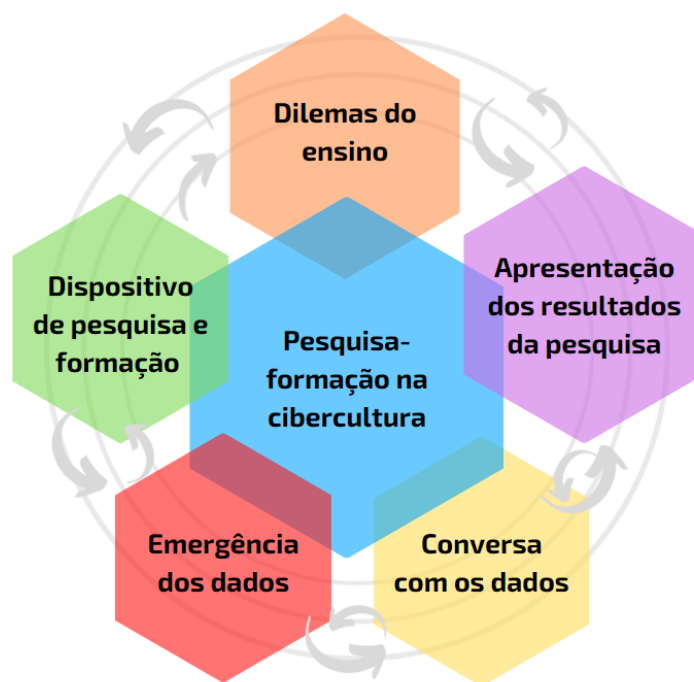 Dilemas do
ensino
Dispositivo
de pesquisa e
formação
Apresentação
dos resultados
da pesquisa
Pesquisa-
formação na
cibercultura
Emergência
dos dados
Conversa
com os dados